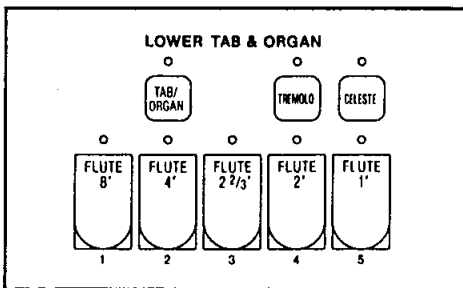 LOWER TAB & ORGAN
TAB/
ORGAN
TREMOLO
CELESTE
FLUTE
8'
FLUTE
4'
FLUTE
2 2/3'
FLUTE
2'
FLUTE
1'
1 2 3 4 5